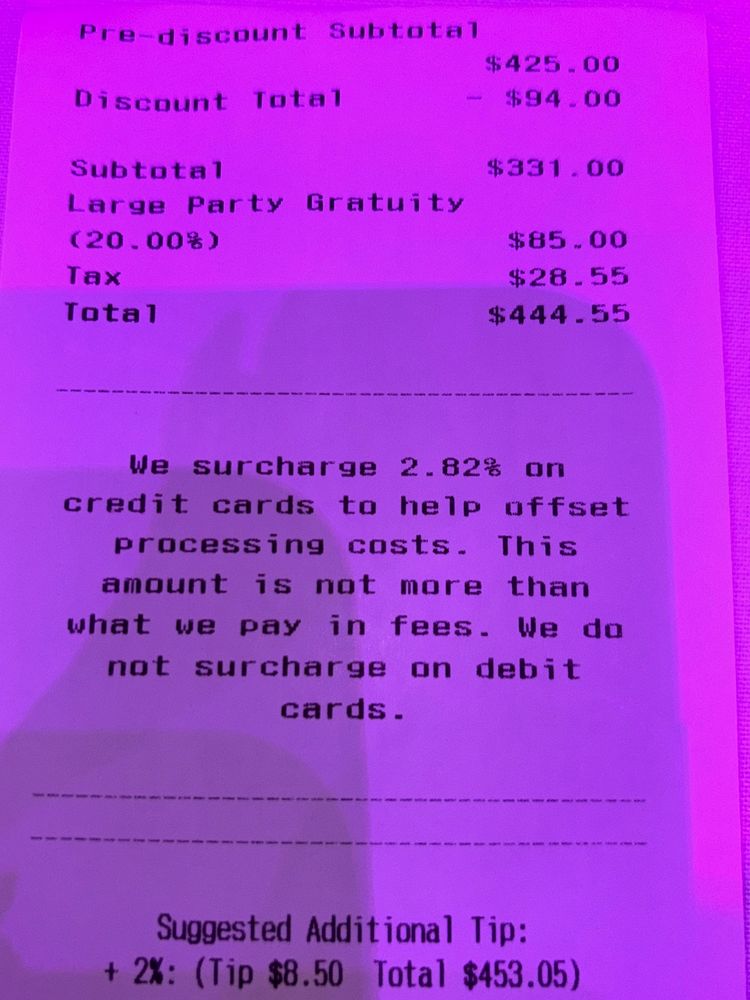 Pre-discount Subtotal
$425.00
Discount Total - $94.00
Subtotal $331.00
Large Party Gratuity
(20.00%) $85.00
Tax $28.55
Total $444.55
We surcharge 2.82% on
credit cards to help offset
processing costs. This
amount is not more than
what we pay in fees. We do
not surcharge on debit
cards.
Suggested Additional Tip:
+ 2%: (Tip $8.50 Total $453.05)